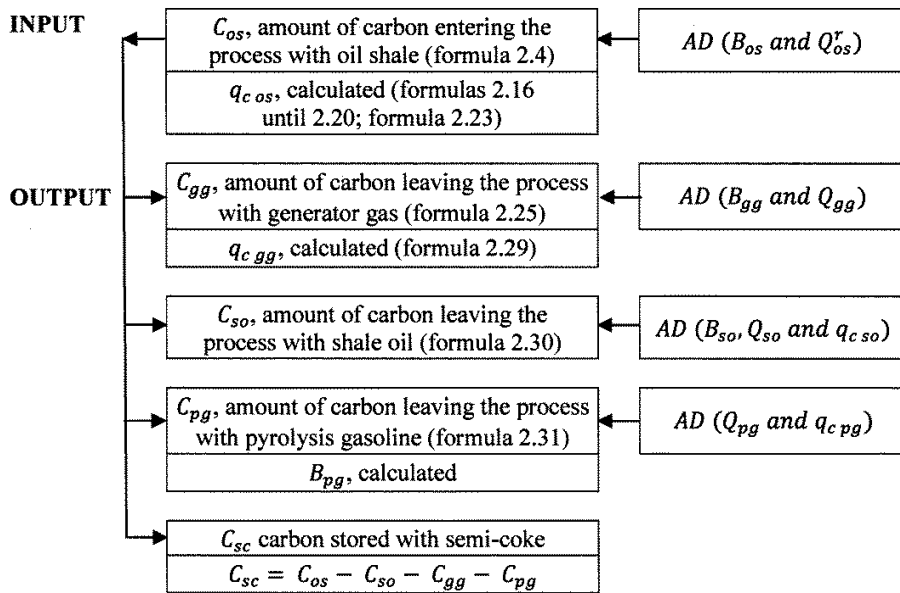 INPUT
C_os, amount of carbon entering the
process with oil shale (formula 2.4)
AD (B_os and Q^r_os)
q_c os, calculated (formulas 2.16
until 2.20; formula 2.23)
OUTPUT
C_gg, amount of carbon leaving the process
with generator gas (formula 2.25)
AD (B_gg and Q_gg)
q_c gg, calculated (formula 2.29)
C_so, amount of carbon leaving the
process with shale oil (formula 2.30)
AD (B_so, Q_so and q_c so)
C_pg, amount of carbon leaving the process
with pyrolysis gasoline (formula 2.31)
AD (Q_pg and q_c pg)
B_pg, calculated
C_sc carbon stored with semi-coke
C_sc = C_os − C_so − C_gg − C_pg